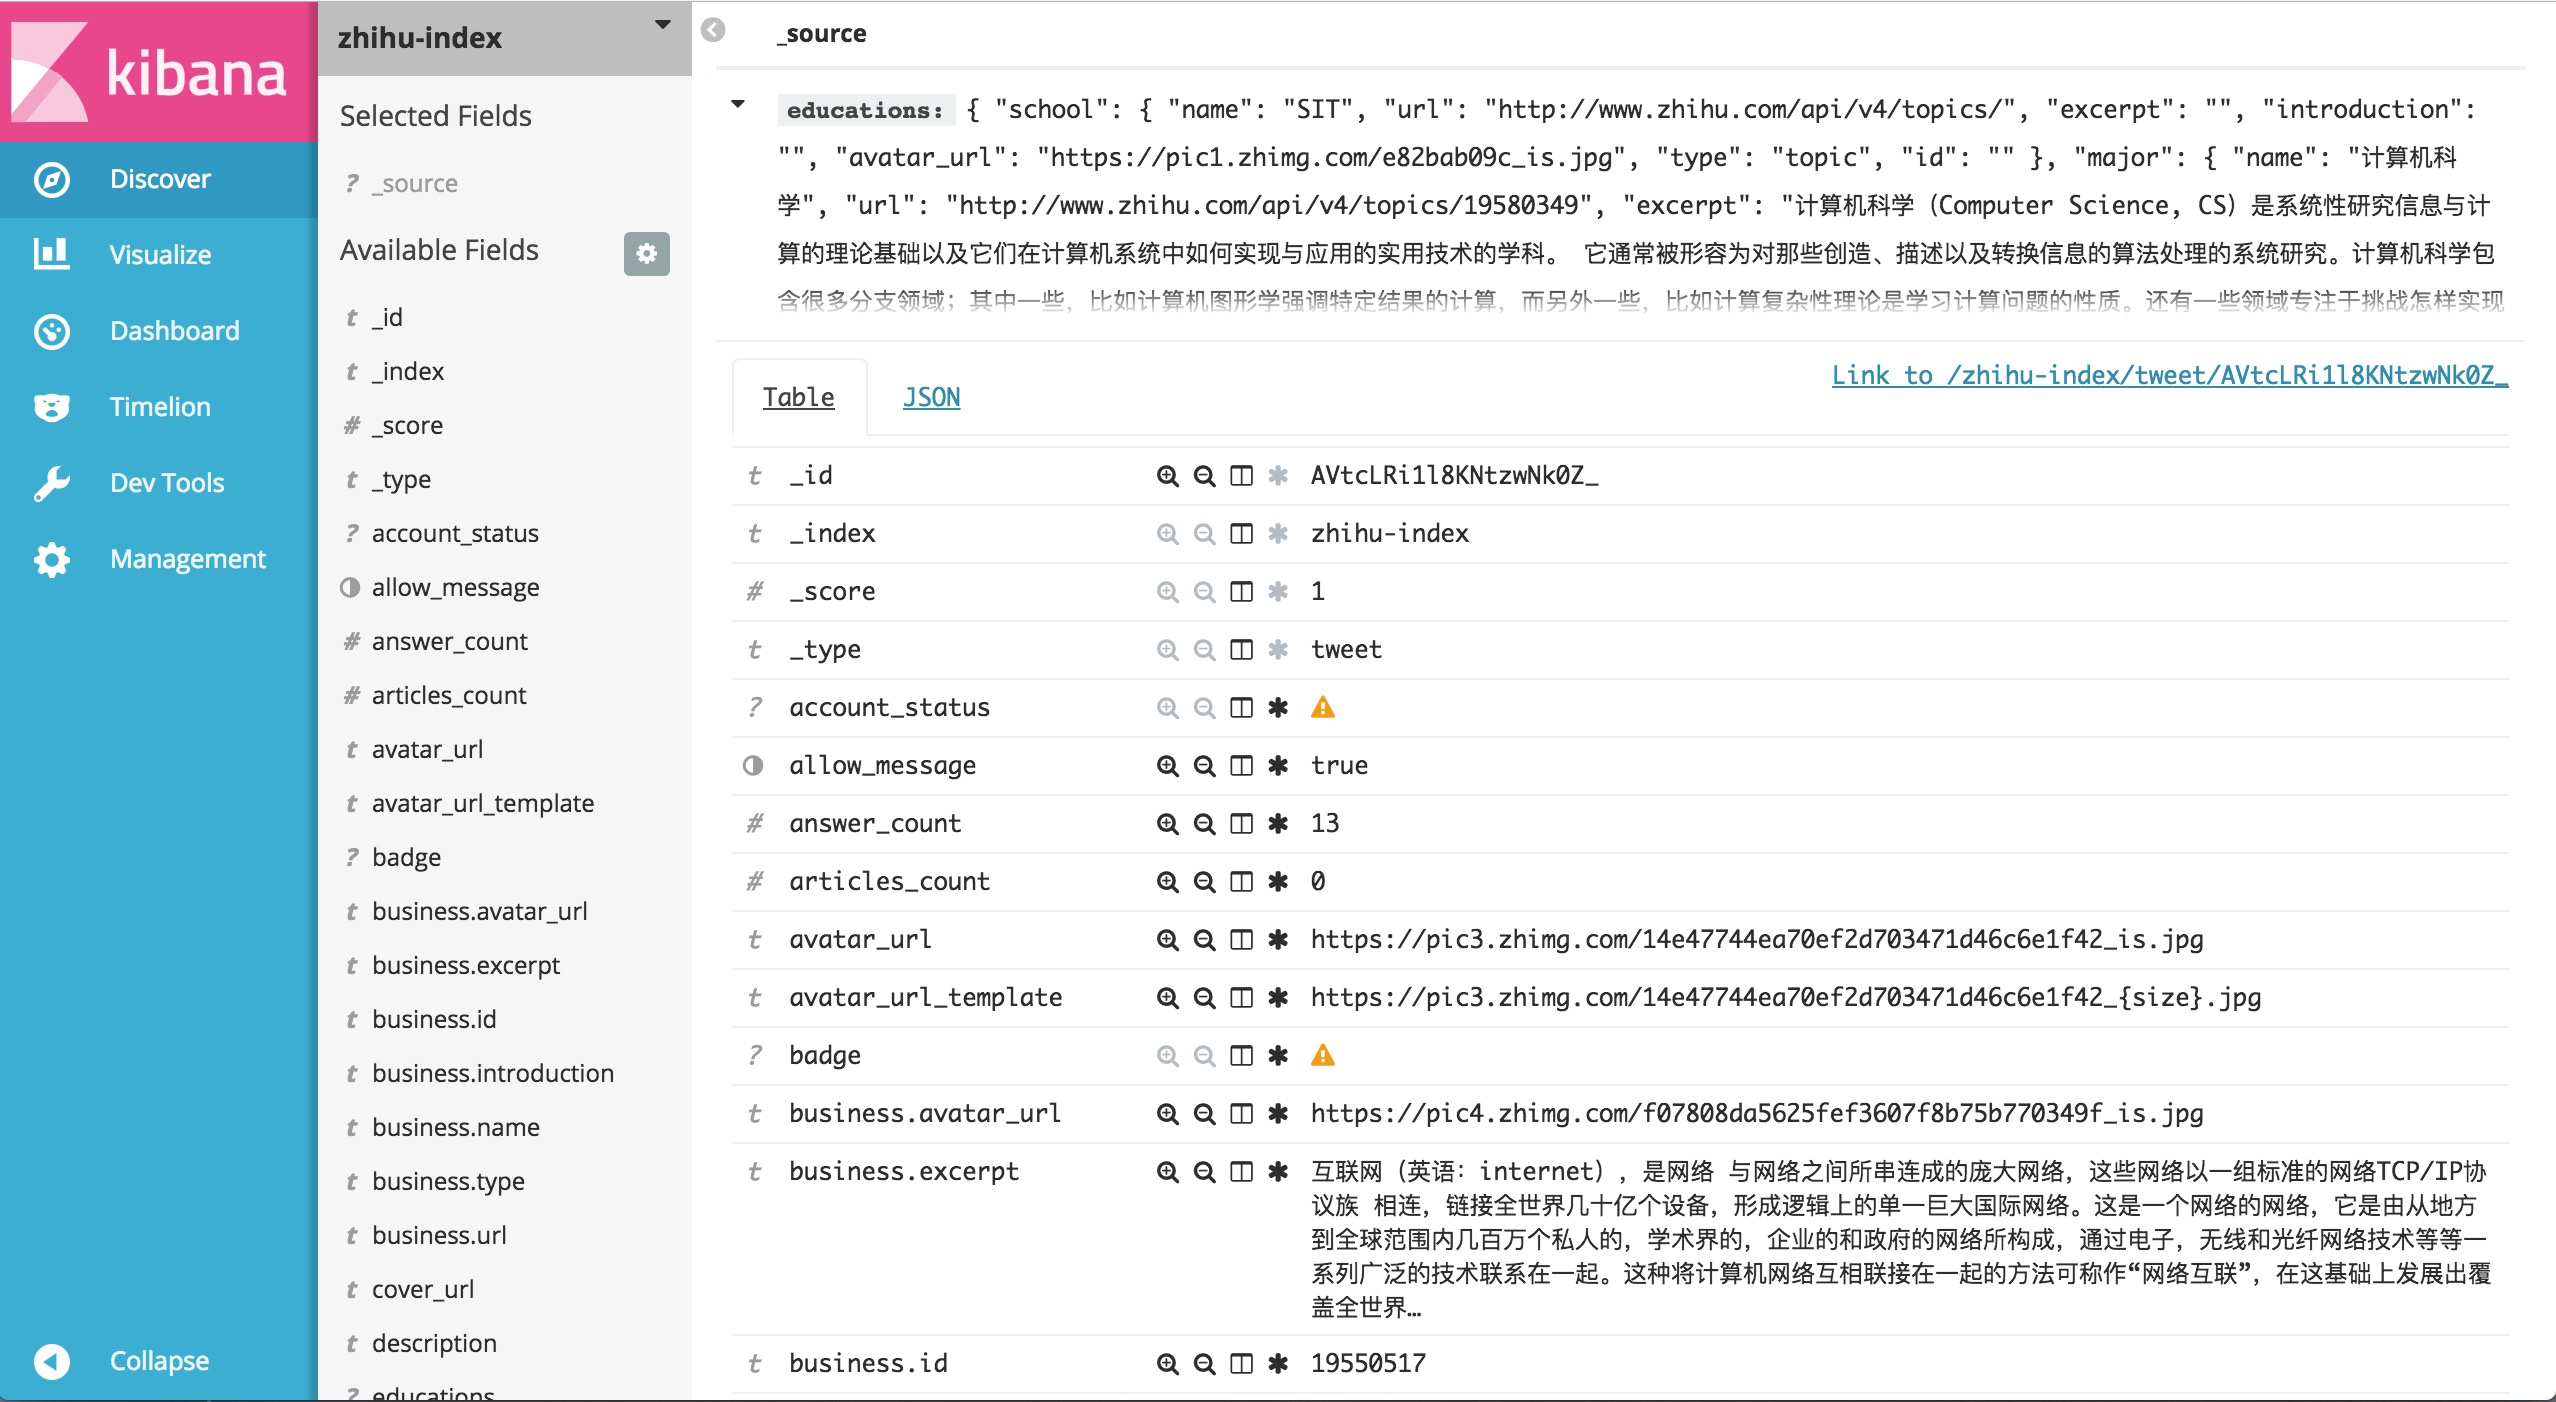 kibana
Discover
Visualize
Dashboard
Timelion
Dev Tools
Management
Collapse
zhihu-index
Selected Fields
? _source
Available Fields
t _id
t _index
# _score
t _type
? account_status
allow_message
# answer_count
# articles_count
t avatar_url
t avatar_url_template
? badge
t business.avatar_url
t business.excerpt
t business.id
t business.introduction
t business.name
t business.type
t business.url
t cover_url
t description
? educations
_source
educations: { "school": { "name": "SIT", "url": "http://www.zhihu.com/api/v4/topics/", "excerpt": "", "introduction":
"", "avatar_url": "https://pic1.zhimg.com/e82bab09c_is.jpg", "type": "topic", "id": "" }, "major": { "name": "计算机科
学", "url": "http://www.zhihu.com/api/v4/topics/19580349", "excerpt": "计算机科学（Computer Science, CS）是系统性研究信息与计
算的理论基础以及它们在计算机系统中如何实现与应用的实用技术的学科。 它通常被形容为对那些创造、描述以及转换信息的算法处理的系统研究。计算机科学包
含很多分支领域；其中一些，比如计算机图形学强调特定结果的计算，而另外一些，比如计算复杂性理论是学习计算问题的性质。还有一些领域专注于挑战怎样实现
Table JSON
Link to /zhihu-index/tweet/AVtcLRi1l8KNtzwNk0Z_
t _id AVtcLRi1l8KNtzwNk0Z_
t _index zhihu-index
# _score 1
t _type tweet
? account_status
allow_message true
# answer_count 13
# articles_count 0
t avatar_url https://pic3.zhimg.com/14e47744ea70ef2d703471d46c6e1f42_is.jpg
t avatar_url_template https://pic3.zhimg.com/14e47744ea70ef2d703471d46c6e1f42_{size}.jpg
? badge
t business.avatar_url https://pic4.zhimg.com/f07808da5625fef3607f8b75b770349f_is.jpg
t business.excerpt 互联网（英语：internet），是网络 与网络之间所串连成的庞大网络，这些网络以一组标准的网络TCP/IP协
议族 相连，链接全世界几十亿个设备，形成逻辑上的单一巨大国际网络。这是一个网络的网络，它是由从地方
到全球范围内几百万个私人的，学术界的，企业的和政府的网络所构成，通过电子，无线和光纤网络技术等等一
系列广泛的技术联系在一起。这种将计算机网络互相联接在一起的方法可称作“网络互联”，在这基础上发展出覆
盖全世界…
t business.id 19550517